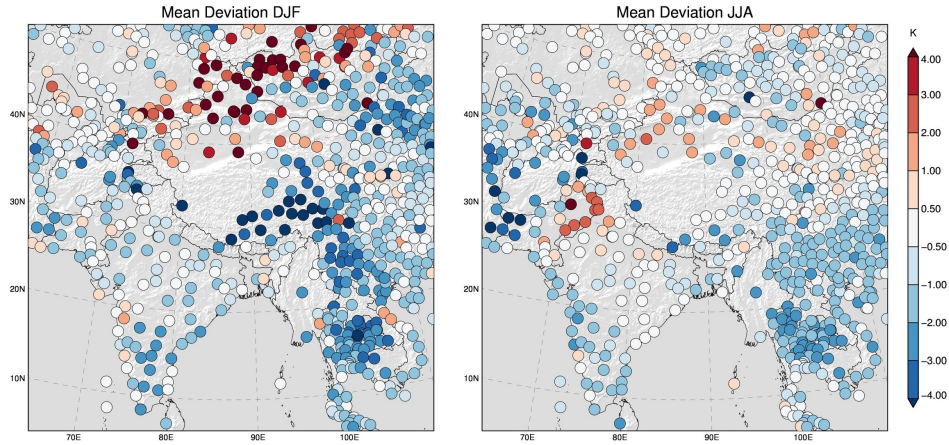 Mean Deviation DJF
Mean Deviation JJA
K
4.00
3.00
2.00
1.00
0.50
−0.50
−1.00
−2.00
−3.00
−4.00
40N
30N
20N
10N
70E
80E
90E
100E
40N
30N
20N
10N
70E
80E
90E
100E